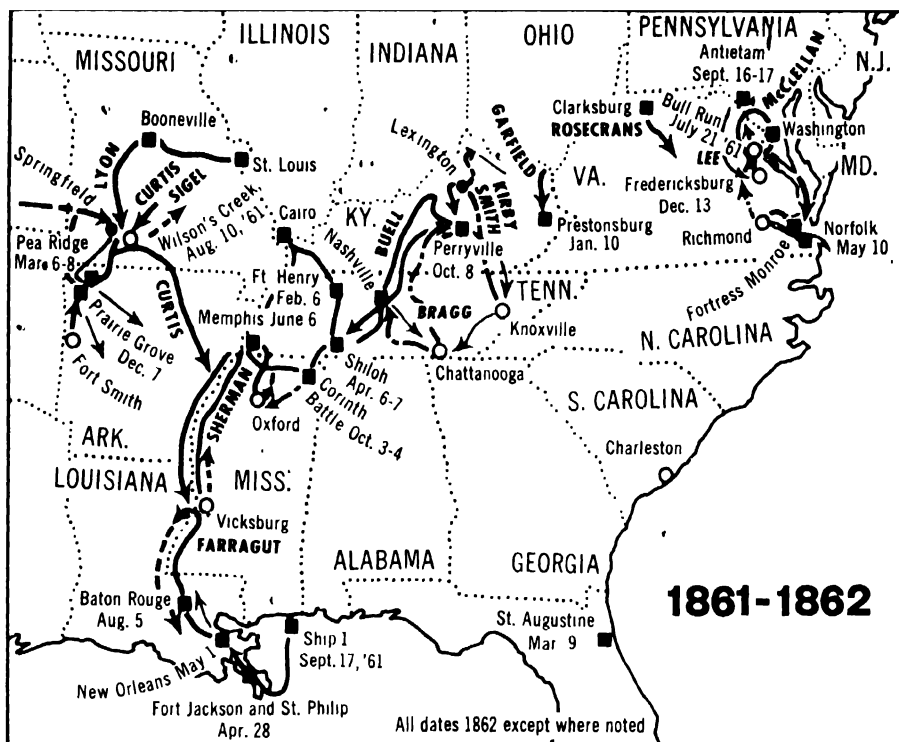 ILLINOIS
INDIANA
OHIO
PENNSYLVANIA
MISSOURI
N.J.
Antietam
Sept. 16-17
McCLELLAN
Booneville
St. Louis
LYON
CURTIS
SIGEL
Springfield
Wilson's Creek,
Aug. 10, '61
Pea Ridge
Mar. 6-8
Prairie Grove
Dec. 7
Fort Smith
CURTIS
ARK.
Cairo
KY
Ft Henry
Feb. 6
Nashville
BUELL
Lexington
GARFIELD
KIRBY
SMITH
Perryville
Oct. 8
Prestonsburg
Jan. 10
Clarksburg
ROSECRANS
VA.
Bull Run
July 21 '61
Washington
LEE
MD.
Fredericksburg
Dec. 13
Richmond
Norfolk
May 10
Fortress Monroe
TENN.
BRAGG
Knoxville
Chattanooga
N. CAROLINA
S. CAROLINA
Charleston
Memphis June 6
SHERMAN
Oxford
Shiloh
Apr. 6-7
Corinth
Battle Oct. 3-4
LOUISIANA
MISS.
Vicksburg
FARRAGUT
ALABAMA
GEORGIA
1861-1862
Baton Rouge
Aug. 5
New Orleans May 1
Ship I
Sept. 17, '61
St. Augustine
Mar 9
Fort Jackson and St. Philip
Apr. 28
All dates 1862 except where noted